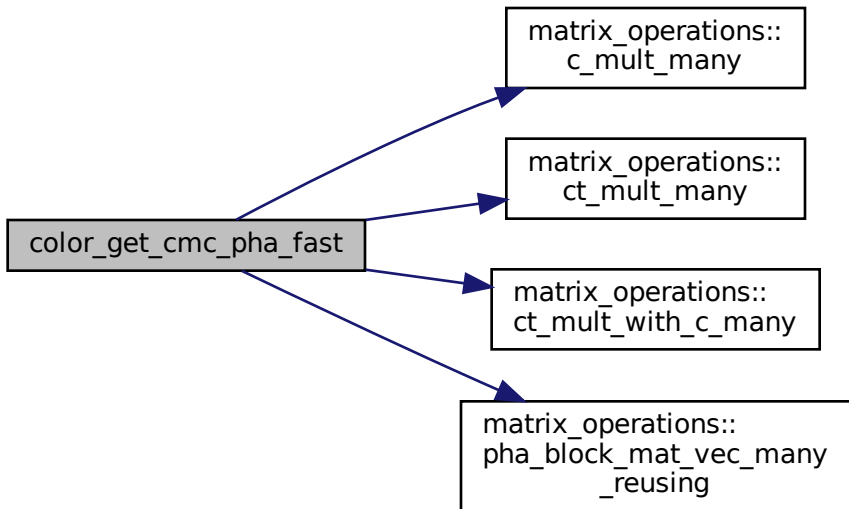 matrix_operations::
c_mult_many
matrix_operations::
ct_mult_many
color_get_cmc_pha_fast
matrix_operations::
ct_mult_with_c_many
matrix_operations::
pha_block_mat_vec_many
_reusing